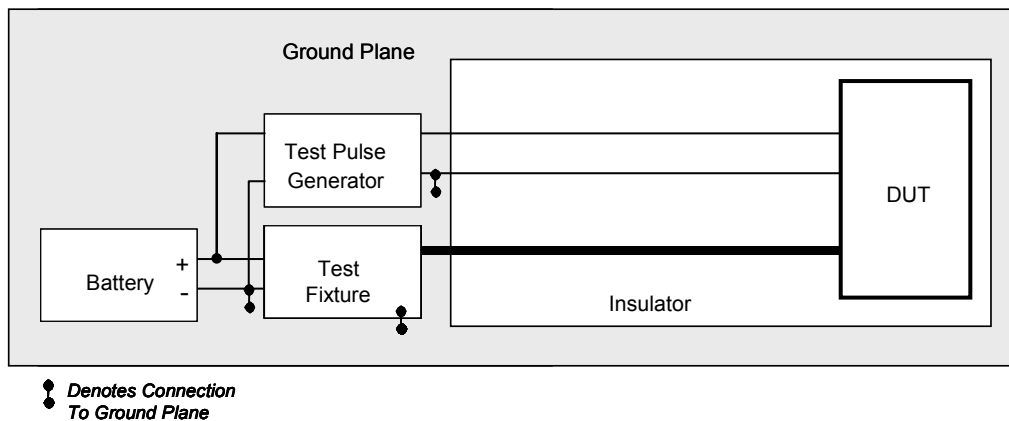 Ground Plane
Test Pulse
Generator
DUT
Battery
+
-
Test
Fixture
Insulator
Denotes Connection
To Ground Plane